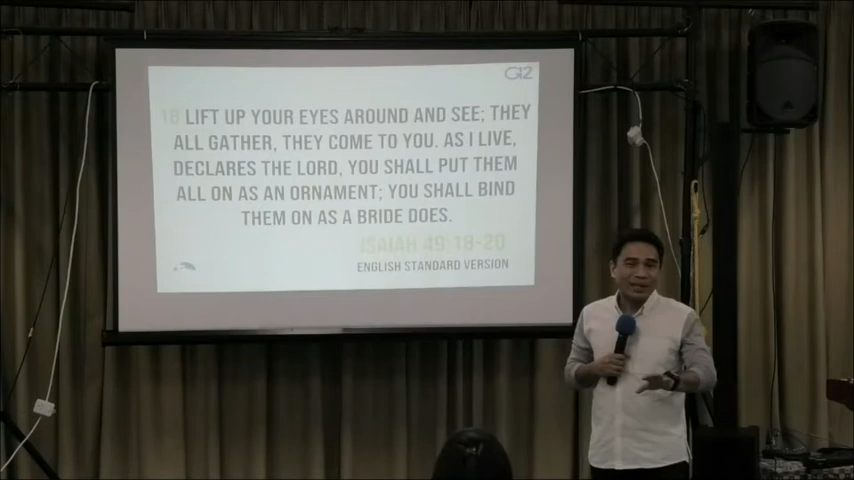 G12
18 LIFT UP YOUR EYES AROUND AND SEE; THEY
ALL GATHER, THEY COME TO YOU. AS I LIVE,
DECLARES THE LORD, YOU SHALL PUT THEM
ALL ON AS AN ORNAMENT; YOU SHALL BIND
THEM ON AS A BRIDE DOES.
ISAIAH 49:18-20
ENGLISH STANDARD VERSION